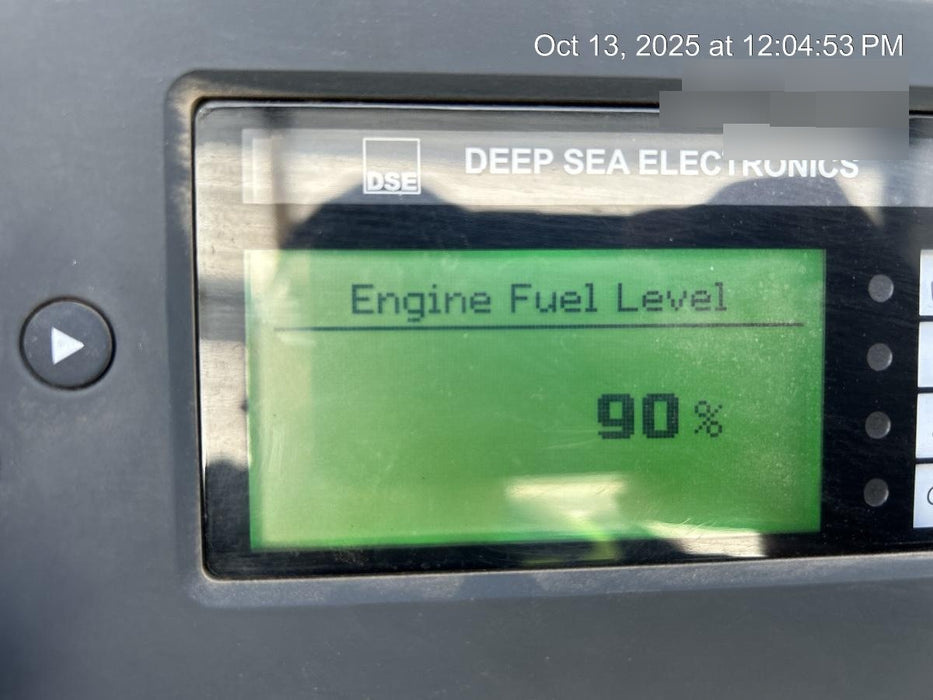 Oct 13, 2025 at 12:04:53 PM
DSE
DEEP SEA ELECTRONICS
Engine Fuel Level
90 %